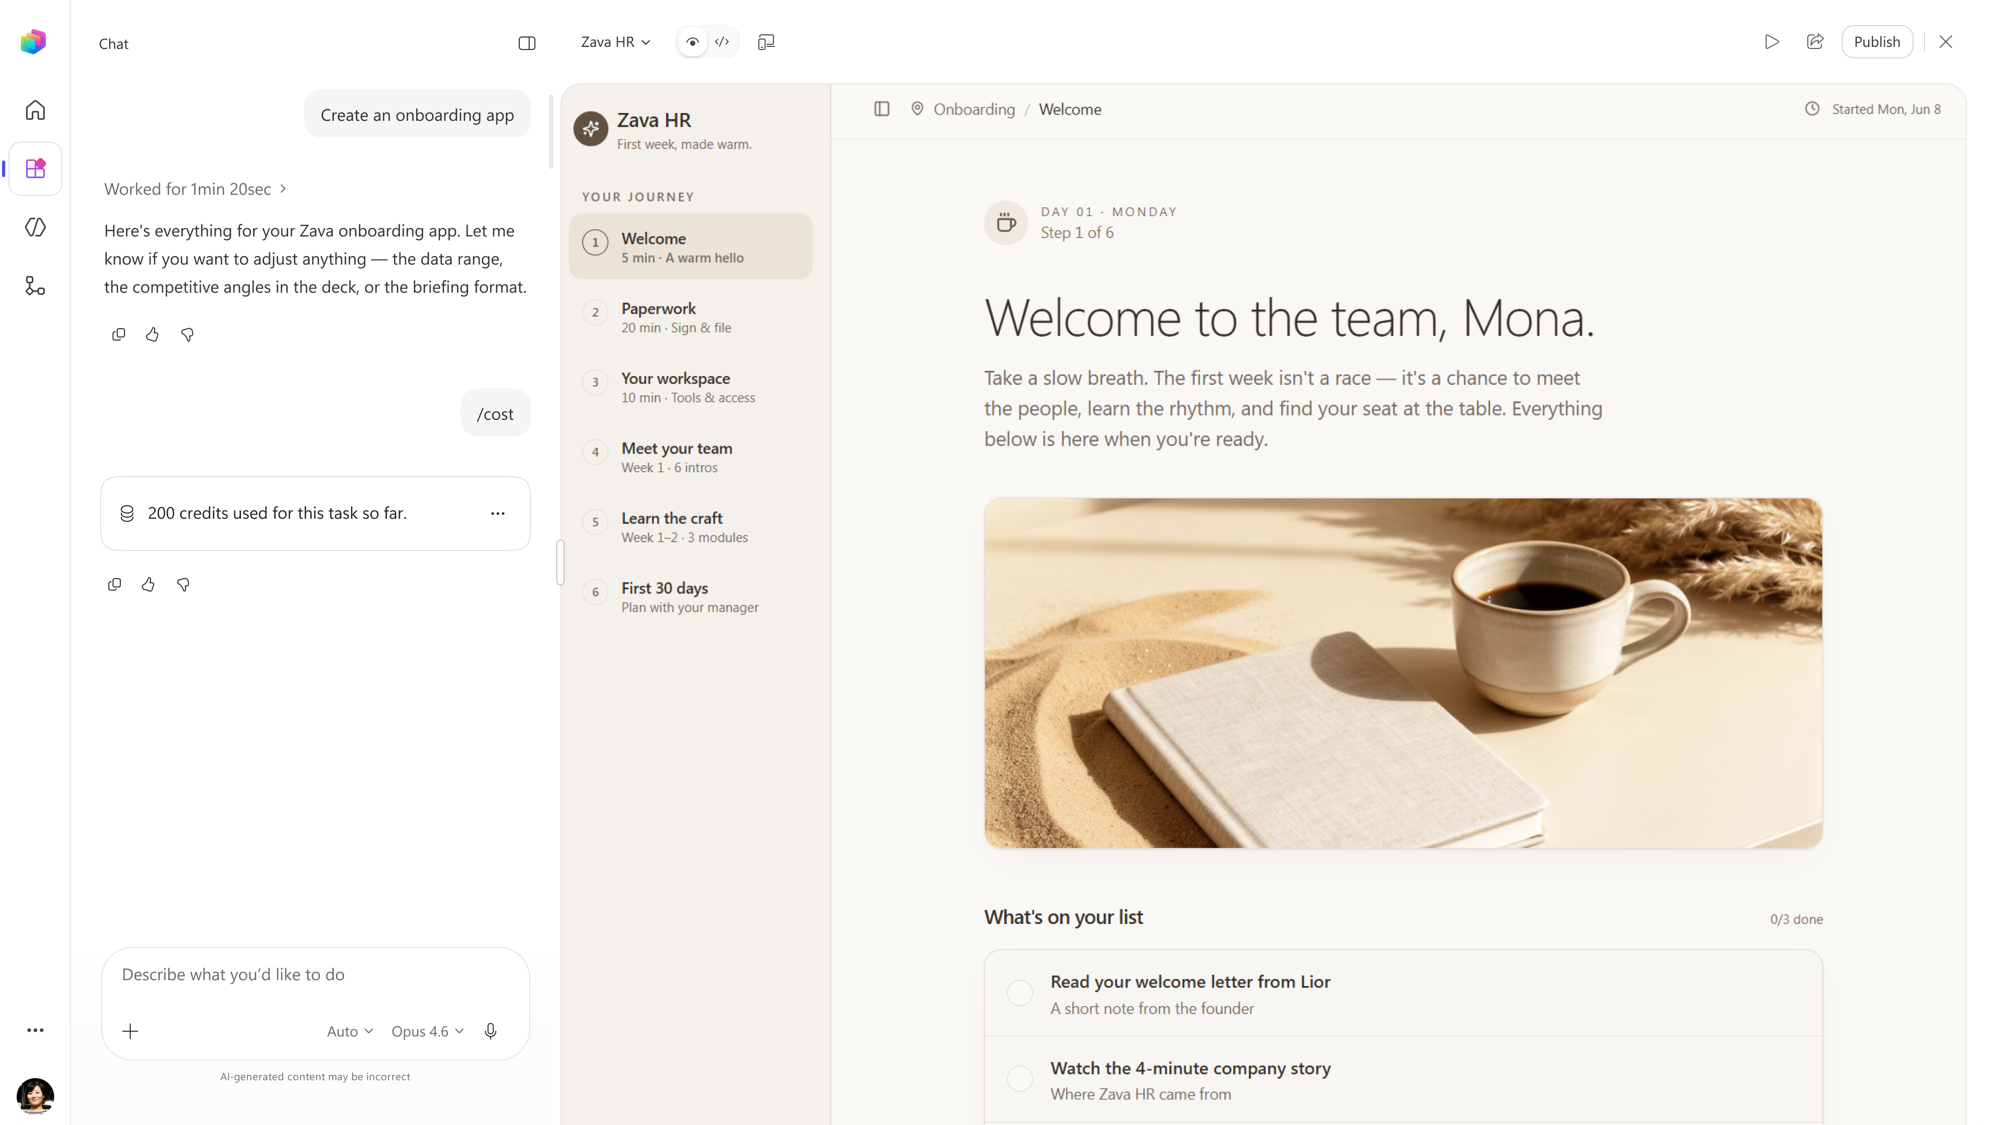 Chat
Create an onboarding app
Worked for 1min 20sec
Here's everything for your Zava onboarding app. Let me
know if you want to adjust anything — the data range,
the competitive angles in the deck, or the briefing format.
/cost
200 credits used for this task so far.
Describe what you’d like to do
Auto
Opus 4.6
AI-generated content may be incorrect
Zava HR
Publish
Zava HR
First week, made warm.
YOUR JOURNEY
1
Welcome
5 min · A warm hello
2
Paperwork
20 min · Sign & file
3
Your workspace
10 min · Tools & access
4
Meet your team
Week 1 · 6 intros
5
Learn the craft
Week 1–2 · 3 modules
6
First 30 days
Plan with your manager
Onboarding / Welcome
Started Mon, Jun 8
DAY 01 · MONDAY
Step 1 of 6
Welcome to the team, Mona.
Take a slow breath. The first week isn't a race — it's a chance to meet
the people, learn the rhythm, and find your seat at the table. Everything
below is here when you're ready.
What's on your list
0/3 done
Read your welcome letter from Lior
A short note from the founder
Watch the 4-minute company story
Where Zava HR came from